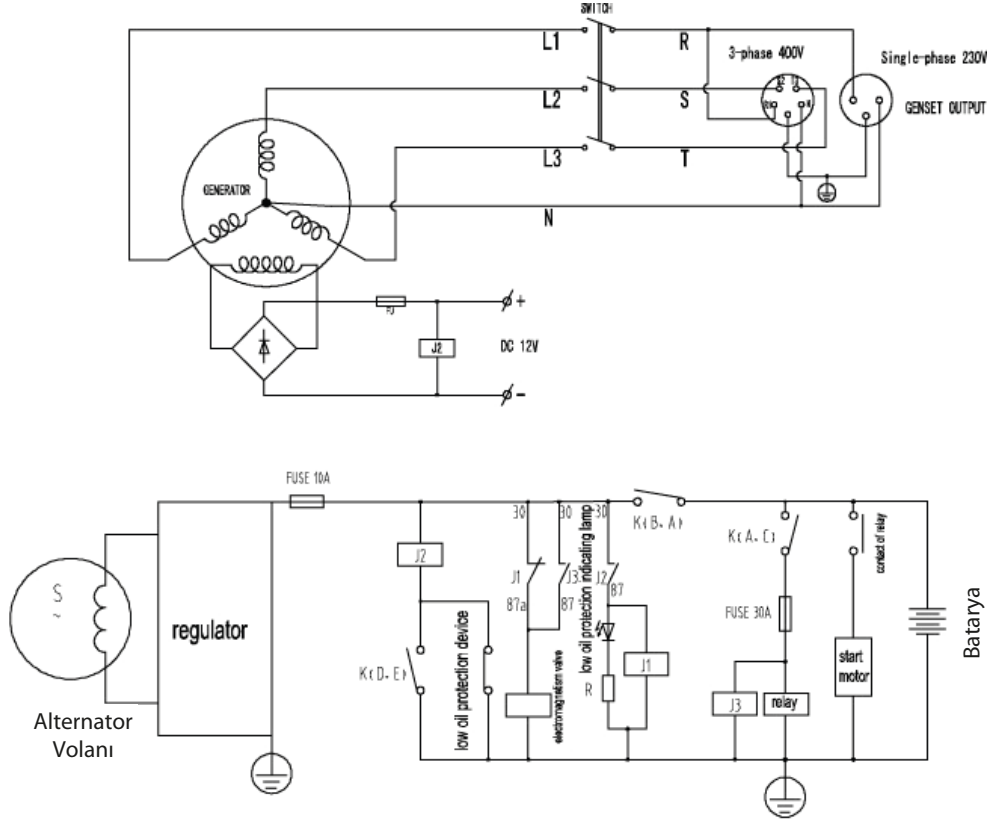 SWITCH
L1
R
3-phase 400V
Single-phase 230V
L2
S
GENSET OUTPUT
L3
T
GENERATOR
N
+
J2
DC 12V
-
FUSE 10A
30
30
30
K(B、A)
K(A、C)
contact of relay
J2
J1
J3
J2
87a
87
87
low oil protection indicating lamp
FUSE 30A
S
~
regulator
K(D、E)
low oil protection device
electromagnetism valve
R
J1
J3
relay
start
motor
Batarya
Alternator
Volanı